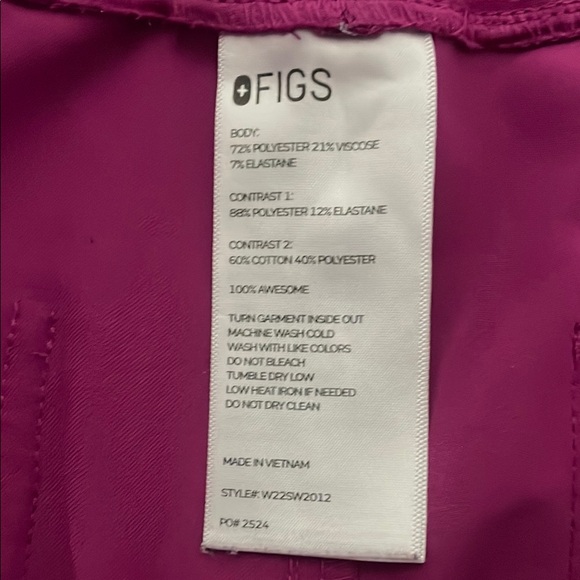 FIGS
BODY:
72% POLYESTER 21% VISCOSE
7% ELASTANE
CONTRAST 1:
88% POLYESTER 12% ELASTANE
CONTRAST 2:
60% COTTON 40% POLYESTER
100% AWESOME
TURN GARMENT INSIDE OUT
MACHINE WASH COLD
WASH WITH LIKE COLORS
DO NOT BLEACH
TUMBLE DRY LOW
LOW HEAT IRON IF NEEDED
DO NOT DRY CLEAN
MADE IN VIETNAM
STYLE#: W22SW2012
PO# 2524